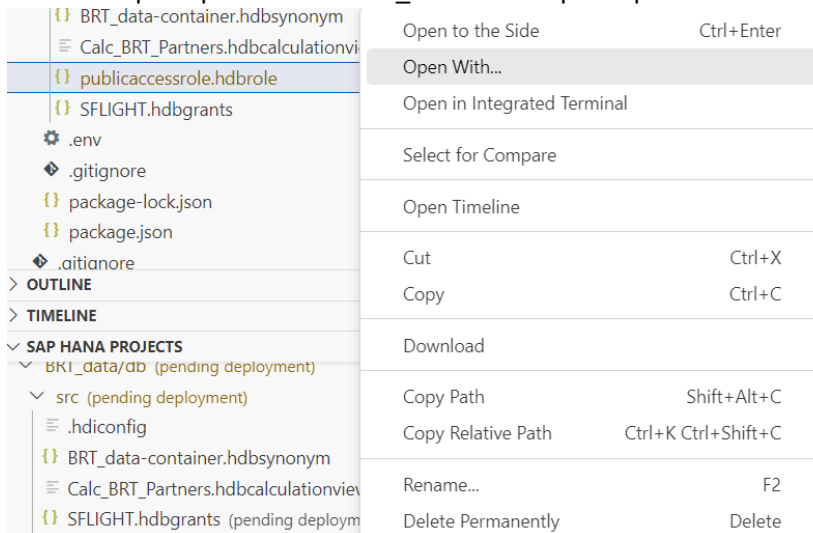 BRT_data-container.hdbsynonym
Calc_BRT_Partners.hdbcalculationvi
publicaccessrole.hdbrole
SFLIGHT.hdbgrants
.env
.gitignore
package-lock.json
package.json
.gitignore
OUTLINE
TIMELINE
SAP HANA PROJECTS
BRT_data/db (pending deployment)
src (pending deployment)
.hdiconfig
BRT_data-container.hdbsynonym
Calc_BRT_Partners.hdbcalculationview
SFLIGHT.hdbgrants (pending deploym
Open to the Side Ctrl+Enter
Open With...
Open in Integrated Terminal
Select for Compare
Open Timeline
Cut Ctrl+X
Copy Ctrl+C
Download
Copy Path Shift+Alt+C
Copy Relative Path Ctrl+K Ctrl+Shift+C
Rename... F2
Delete Permanently Delete